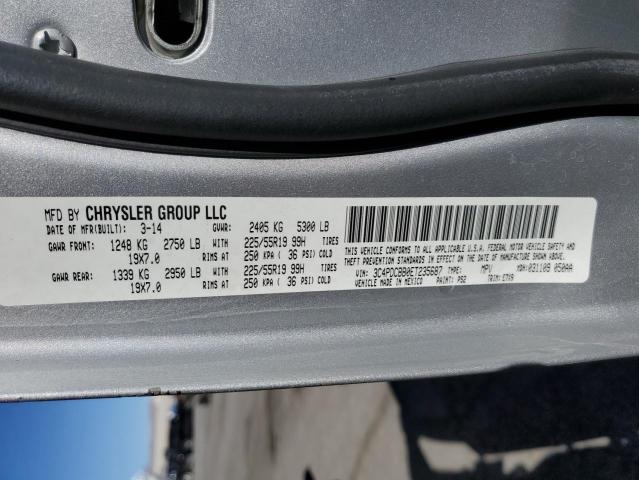 MFD BY CHRYSLER GROUP LLC
DATE OF MFR(BUILT): 3-14 GVWR: 2405 KG 5300 LB
GAWR FRONT: 1248 KG 2750 LB WITH 225/55R19 99H TIRES
19X7.0 RIMS AT 250 KPA ( 36 PSI) COLD
GAWR REAR: 1339 KG 2950 LB WITH 225/55R19 99H TIRES
19X7.0 RIMS AT 250 KPA ( 36 PSI) COLD
THIS VEHICLE CONFORMS TO ALL APPLICABLE U.S.A. FEDERAL MOTOR VEHICLE SAFETY AND
THEFT PREVENTION STANDARDS IN EFFECT ON THE DATE OF MANUFACTURE SHOWN ABOVE.
VIN: 3C4PDCBB0ET235687 TYPE: MPV MDH: 031109 050AA
VEHICLE MADE IN MEXICO PAINT: PS2 TRIM: E7X9